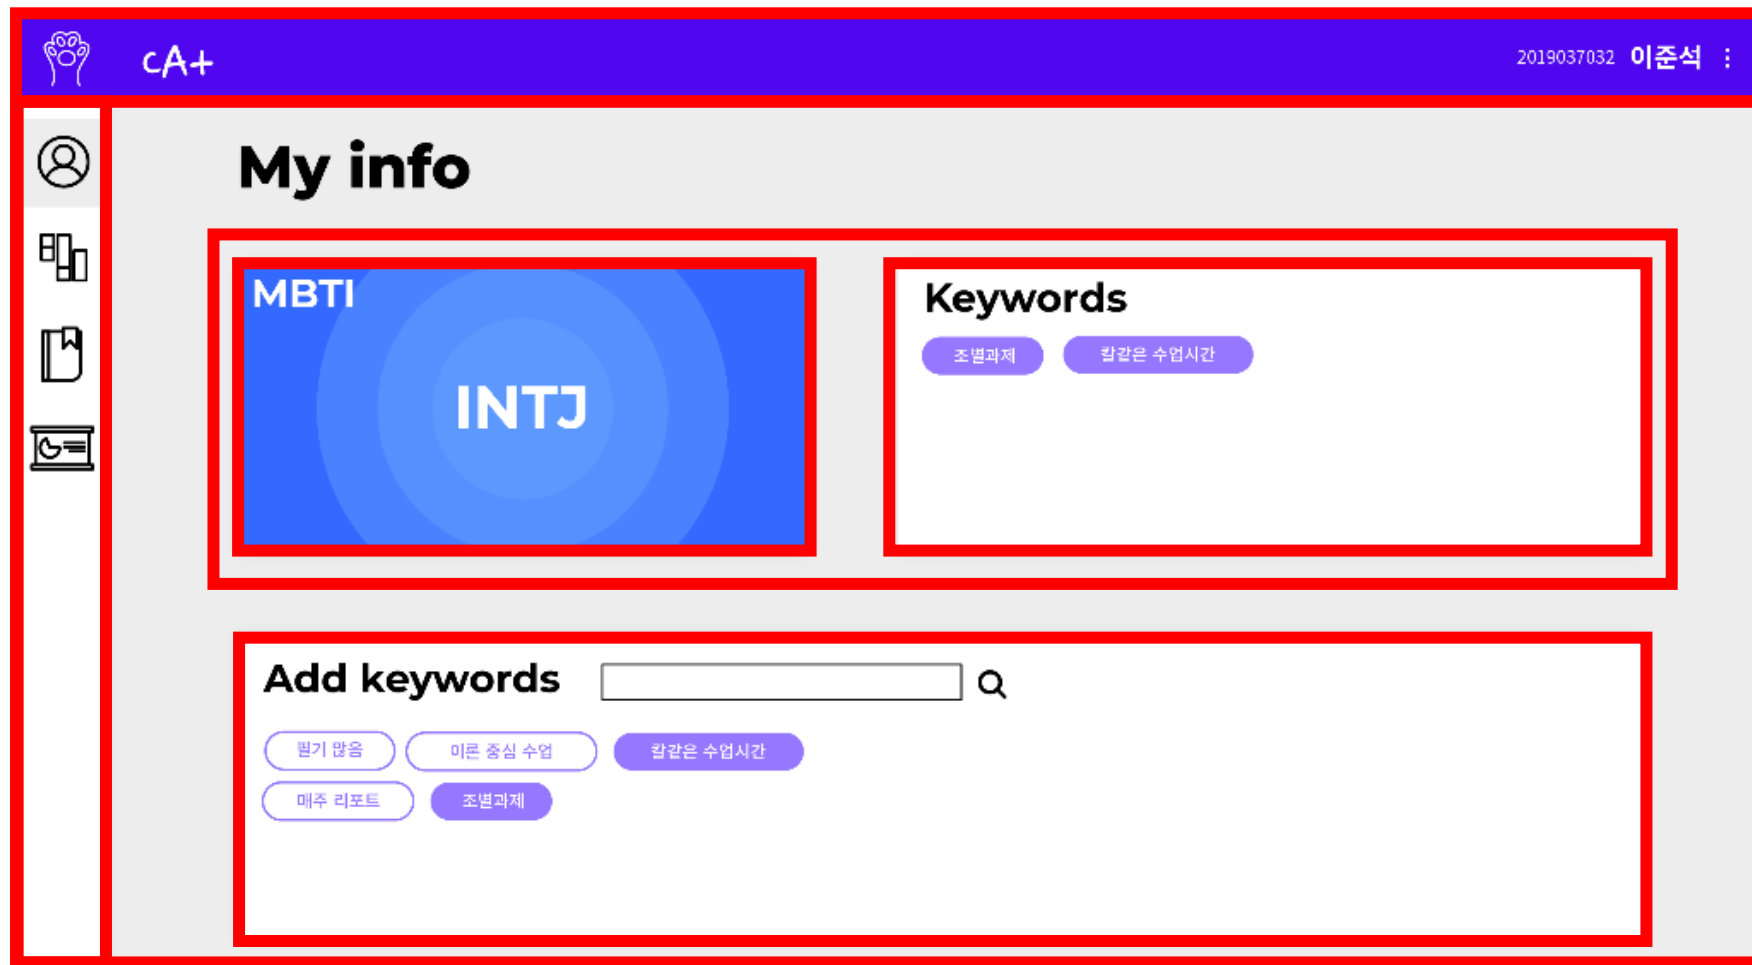 cA+
2019037032 이준석
My info
MBTI
INTJ
Keywords
조별과제 칼같은 수업시간
Add keywords
필기 많음 이론 중심 수업 칼같은 수업시간
매주 리포트 조별과제